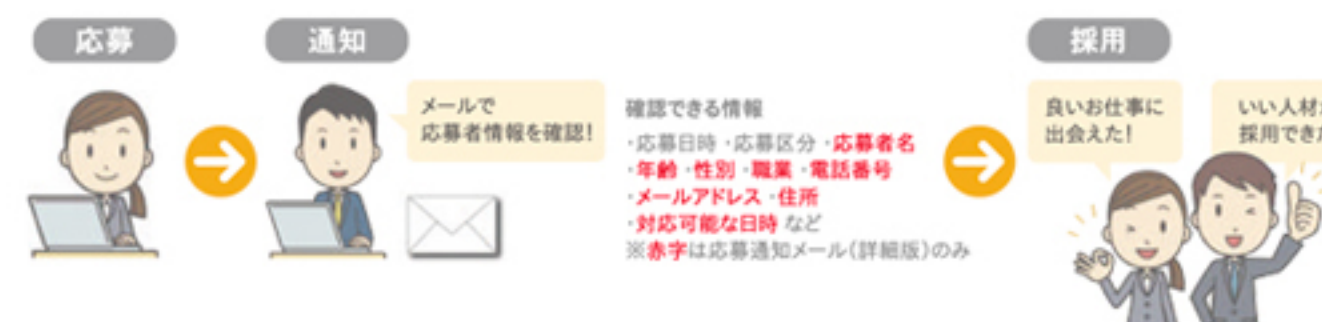 応募
通知
メールで
応募者情報を確認!
確認できる情報
・応募日時・応募区分・応募者名
・年齢・性別・職業・電話番号
・メールアドレス・住所
・対応可能な日時 など
※赤字は応募通知メール(詳細版)のみ
採用
良いお仕事に
出会えた!
いい人材
採用でき